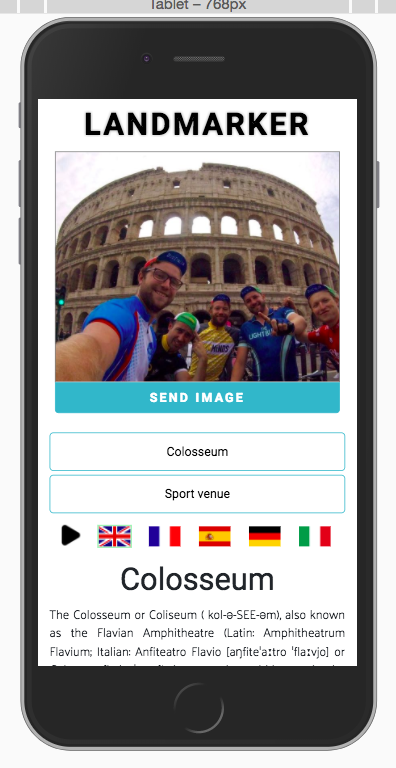 Tablet – 768px
LANDMARKER
LIGHT B
SEND IMAGE
Colosseum
Sport venue
Colosseum
The Colosseum or Coliseum ( kol-ə-SEE-əm), also known
as the Flavian Amphitheatre (Latin: Amphitheatrum
Flavium; Italian: Anfiteatro Flavio [aɱfiteˈaːtro ˈflaːvjo] or